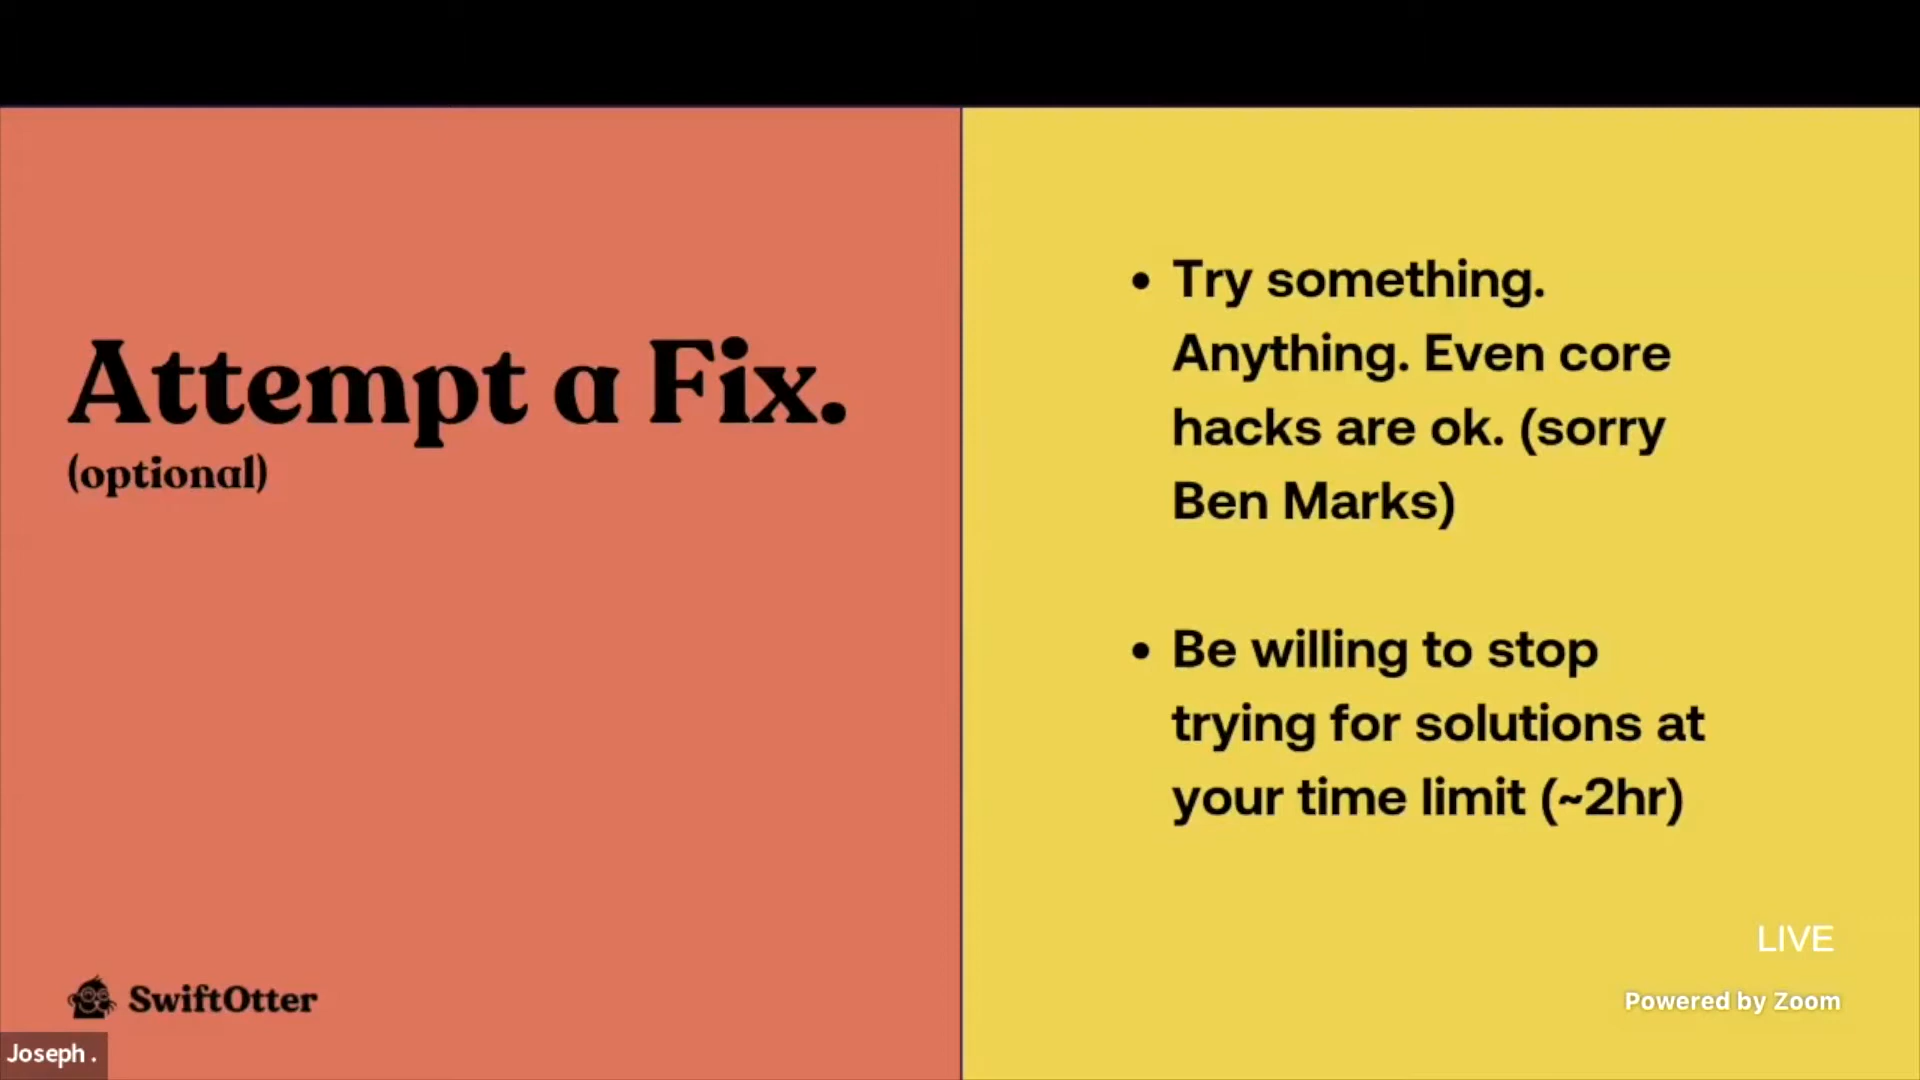 Attempt a Fix.
(optional)
• Try something.
Anything. Even core
hacks are ok. (sorry
Ben Marks)
• Be willing to stop
trying for solutions at
your time limit (~2hr)
LIVE
SwiftOtter
Powered by Zoom
Joseph .